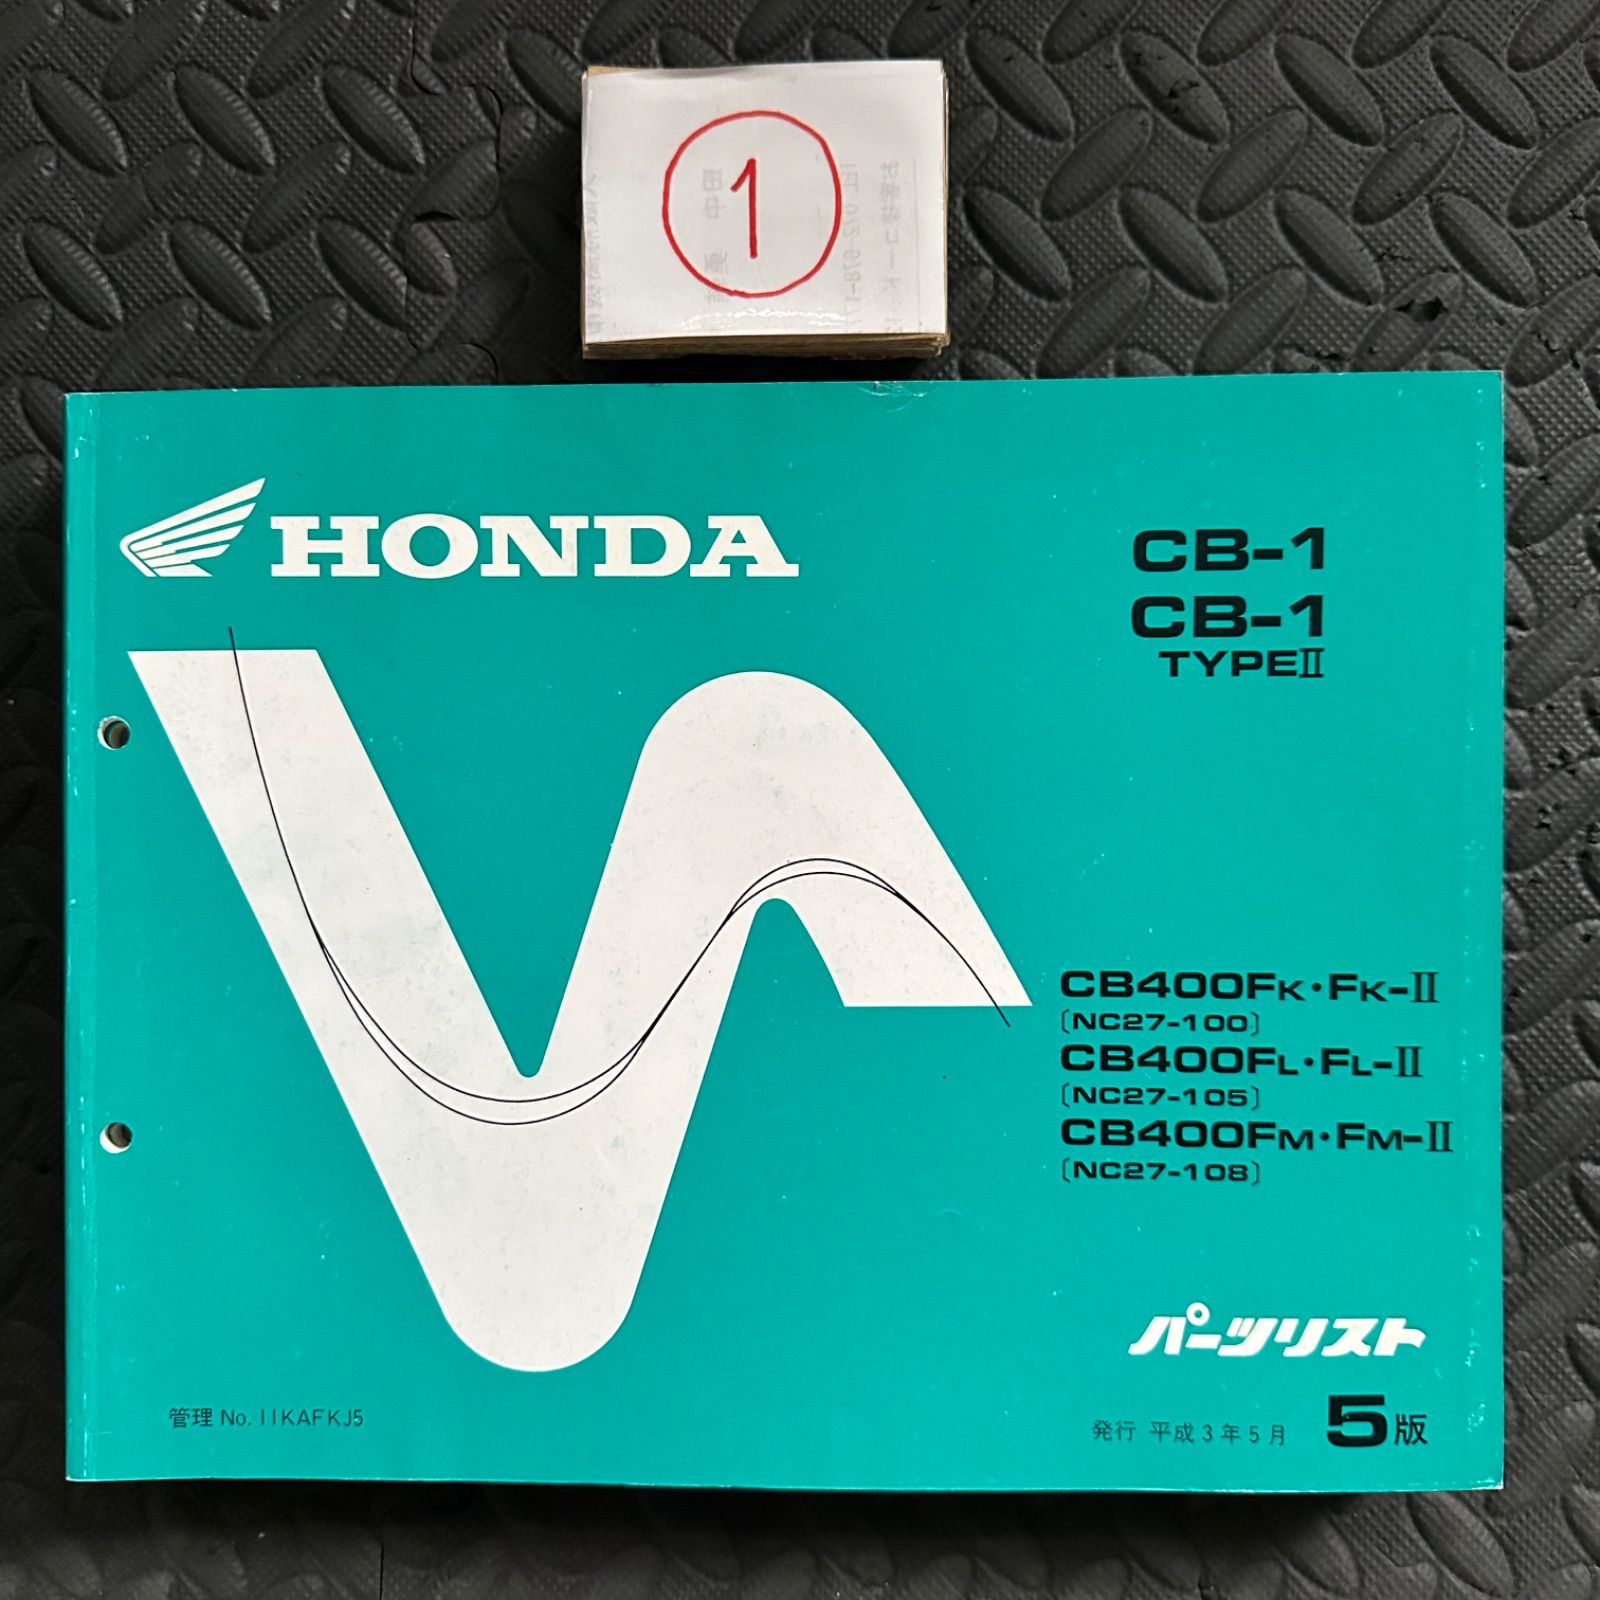 ①
HONDA
CB-1
CB-1
TYPEⅡ
CB400FK・FK-Ⅱ
〔NC27-100〕
CB400FL・FL-Ⅱ
〔NC27-105〕
CB400FM・FM-Ⅱ
〔NC27-108〕
パーツリスト
管理 No. 11KAFKJ5
発行 平成3年5月 5版